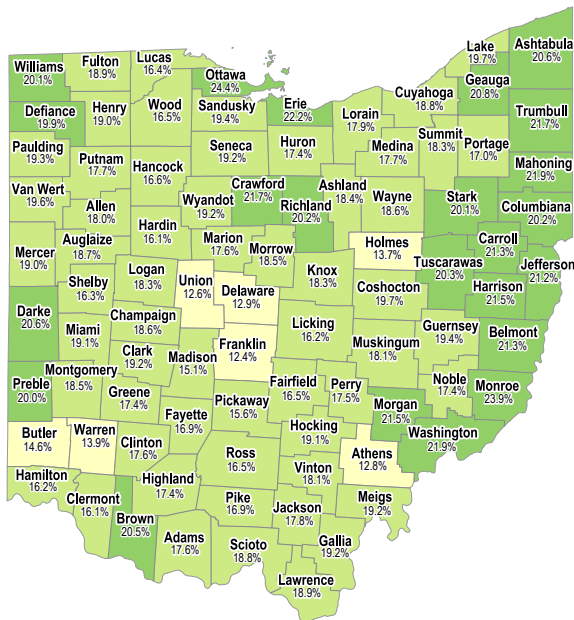 Williams
20.1%
Fulton
18.9%
Lucas
16.4%
Ottawa
24.4%
Lake
19.7%
Ashtabula
20.6%
Geauga
20.8%
Cuyahoga
18.8%
Defiance
19.9%
Henry
19.0%
Wood
16.5%
Sandusky
19.4%
Erie
22.2%
Lorain
17.9%
Trumbull
21.7%
Paulding
19.3%
Putnam
17.7%
Hancock
16.6%
Seneca
19.2%
Huron
17.4%
Medina
17.7%
Summit
18.3%
Portage
17.0%
Mahoning
21.9%
Van Wert
19.6%
Allen
18.0%
Wyandot
19.2%
Crawford
21.7%
Richland
20.2%
Ashland
18.4%
Wayne
18.6%
Stark
20.1%
Columbiana
20.2%
Mercer
19.0%
Auglaize
18.7%
Hardin
16.1%
Marion
17.6%
Morrow
18.5%
Holmes
13.7%
Tuscarawas
20.3%
Carroll
21.3%
Jefferson
21.2%
Shelby
16.3%
Logan
18.3%
Union
12.6%
Delaware
12.9%
Knox
18.3%
Coshocton
19.7%
Harrison
21.5%
Darke
20.6%
Miami
19.1%
Champaign
18.6%
Franklin
12.4%
Licking
16.2%
Muskingum
18.1%
Guernsey
19.4%
Belmont
21.3%
Preble
20.0%
Montgomery
18.5%
Clark
19.2%
Madison
15.1%
Greene
17.4%
Fayette
16.9%
Pickaway
15.6%
Fairfield
16.5%
Perry
17.5%
Morgan
21.5%
Noble
17.4%
Monroe
23.9%
Butler
14.6%
Warren
13.9%
Clinton
17.6%
Ross
16.5%
Hocking
19.1%
Athens
12.8%
Washington
21.9%
Hamilton
16.2%
Clermont
16.1%
Highland
17.4%
Pike
16.9%
Vinton
18.1%
Meigs
19.2%
Brown
20.5%
Adams
17.6%
Scioto
18.8%
Jackson
17.8%
Gallia
19.2%
Lawrence
18.9%